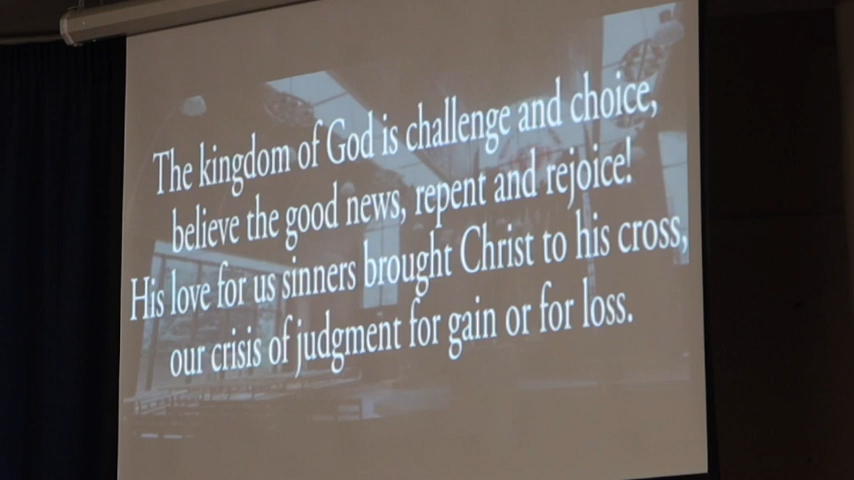 The kingdom of God is challenge and choice,
believe the good news, repent and rejoice!
His love for us sinners brought Christ to his cross,
our crisis of judgment for gain or for loss.